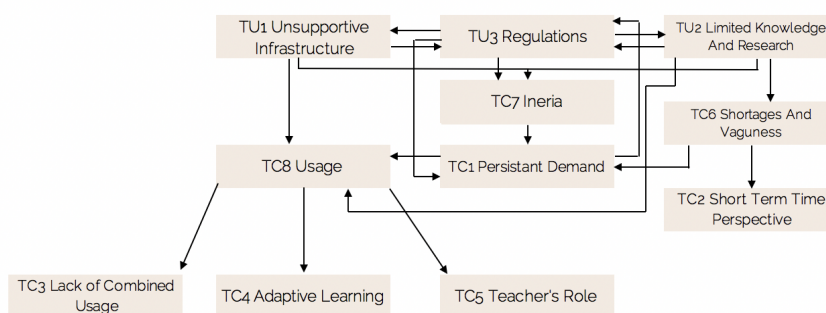 TU1 Unsupportive
Infrastructure
TU3 Regulations
TU2 Limited Knowledge
And Research
TC7 Ineria
TC6 Shortages And
Vagueness
TC8 Usage
TC1 Persistant Demand
TC2 Short Term Time
Perspective
TC3 Lack of Combined
Usage
TC4 Adaptive Learning
TC5 Teacher's Role